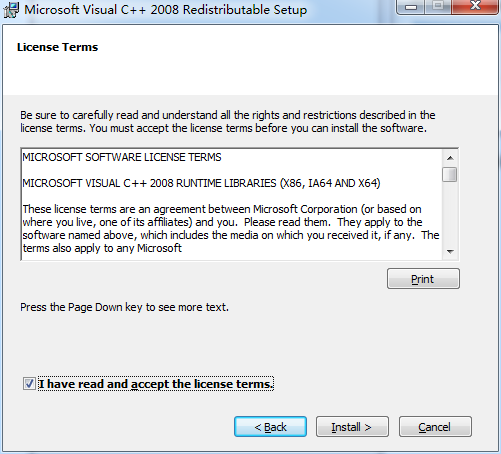 Microsoft Visual C++ 2008 Redistributable Setup
License Terms
Be sure to carefully read and understand all the rights and restrictions described in the
license terms. You must accept the license terms before you can install the software.
MICROSOFT SOFTWARE LICENSE TERMS
MICROSOFT VISUAL C++ 2008 RUNTIME LIBRARIES (X86, IA64 AND X64)
These license terms are an agreement between Microsoft Corporation (or based on
where you live, one of its affiliates) and you. Please read them. They apply to the
software named above, which includes the media on which you received it, if any. The
terms also apply to any Microsoft
Print
Press the Page Down key to see more text.
I have read and accept the license terms.
< Back
Install >
Cancel